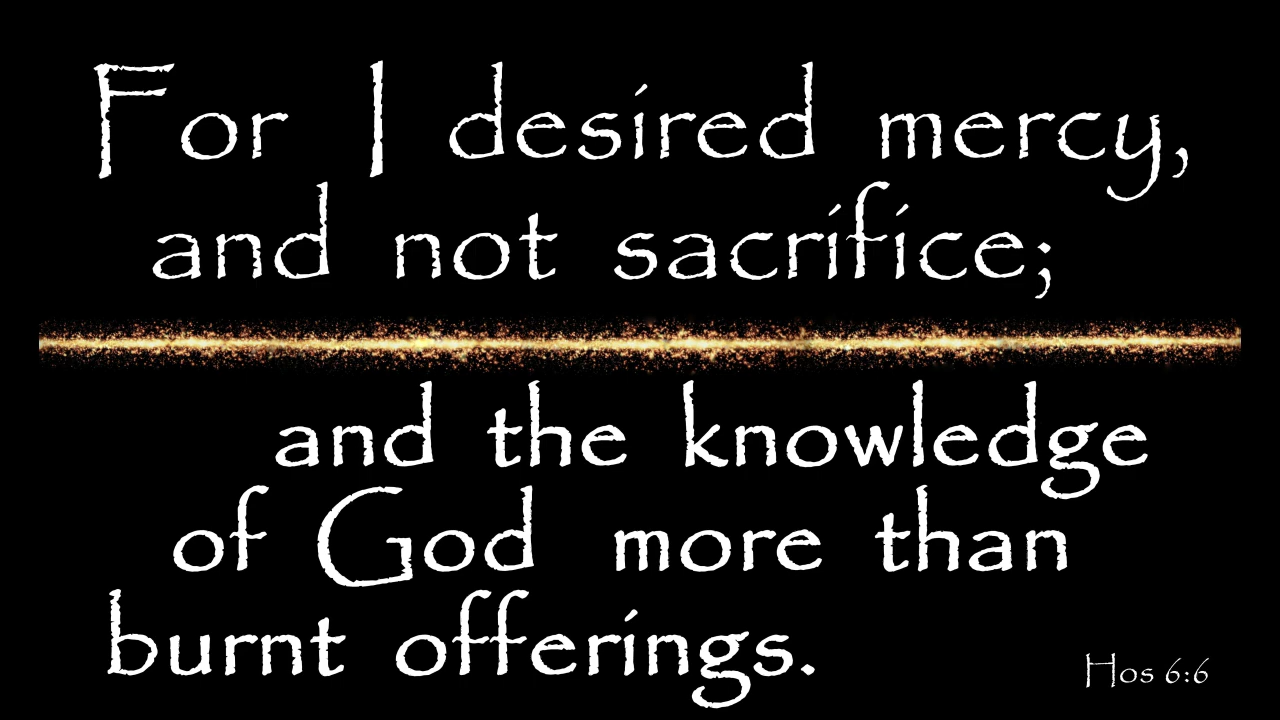 For I desired mercy,
and not sacrifice;
and the knowledge
of God more than
burnt offerings.
Hos 6:6